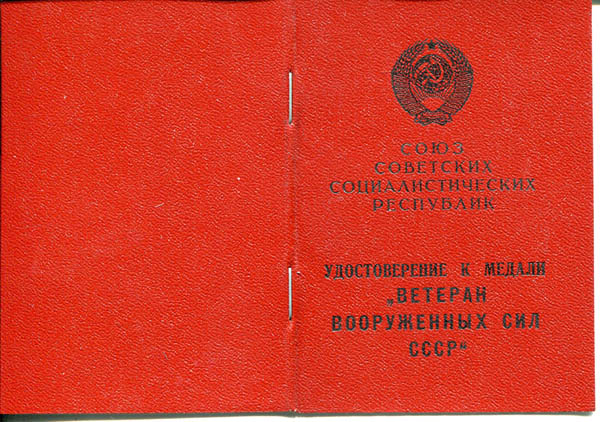 СОЮЗ
СОВЕТСКИХ
СОЦИАЛИСТИЧЕСКИХ
РЕСПУБЛИК
УДОСТОВЕРЕНИЕ К МЕДАЛИ
„ВЕТЕРАН
ВООРУЖЕННЫХ СИЛ
СССР“